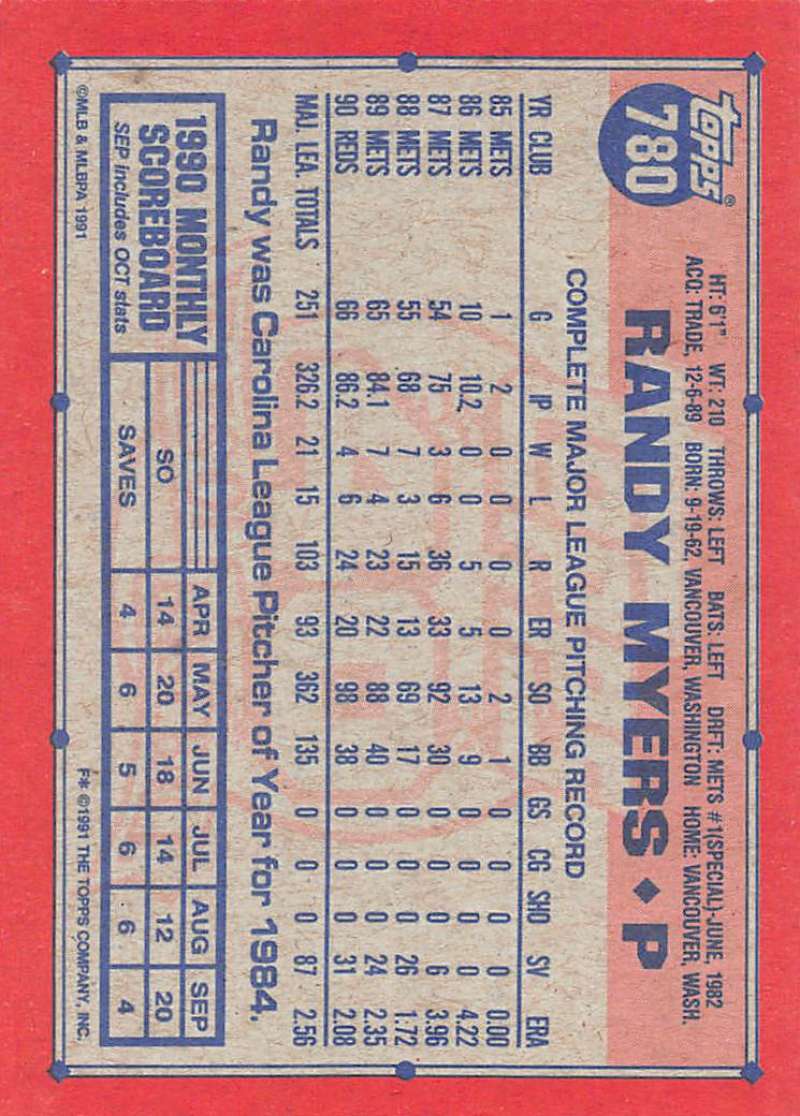 topps®
780
HT: 6'1" WT: 210 THROWS: LEFT BATS: LEFT DRFT: METS #1(SPECIAL)-JUNE, 1982
ACQ: TRADE, 12-6-89 BORN: 9-19-62, VANCOUVER, WASHINGTON HOME: VANCOUVER, WASH.
RANDY MYERS ♦ P
COMPLETE MAJOR LEAGUE PITCHING RECORD
YR CLUB G IP W L R ER SO BB GS CG SHO SV ERA
85 METS 1 2 0 0 0 0 2 1 0 0 0 0 0.00
86 METS 10 10.2 0 0 5 5 13 9 0 0 0 0 4.22
87 METS 54 75 3 6 36 33 92 30 0 0 0 6 3.96
88 METS 55 68 7 3 15 13 69 17 0 0 0 26 1.72
89 METS 65 84.1 7 4 23 22 88 40 0 0 0 24 2.35
90 REDS 66 86.2 4 6 24 20 98 38 0 0 0 31 2.08
MAJ. LEA. TOTALS 251 326.2 21 15 103 93 362 135 0 0 0 87 2.56
Randy was Carolina League Pitcher of Year for 1984.
1990 MONTHLY SCOREBOARD
SEP includes OCT stats
APR MAY JUN JUL AUG SEP
SO 14 20 18 14 12 20
SAVES 4 6 5 6 6 4
©MLB & MLBPA 1991
F* ©1991 THE TOPPS COMPANY, INC.